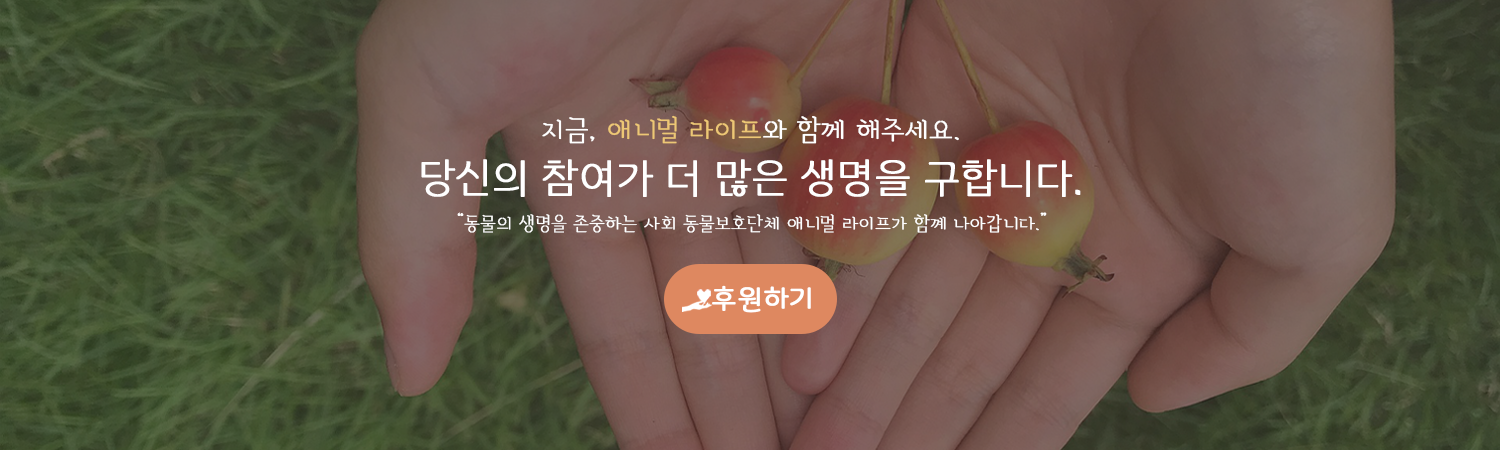 지금, 애니멀 라이프와 함께 해주세요.
당신의 참여가 더 많은 생명을 구합니다.
“동물의 생명을 존중하는 사회 동물보호단체 애니멀 라이프가 함께 나아갑니다.”
후원하기